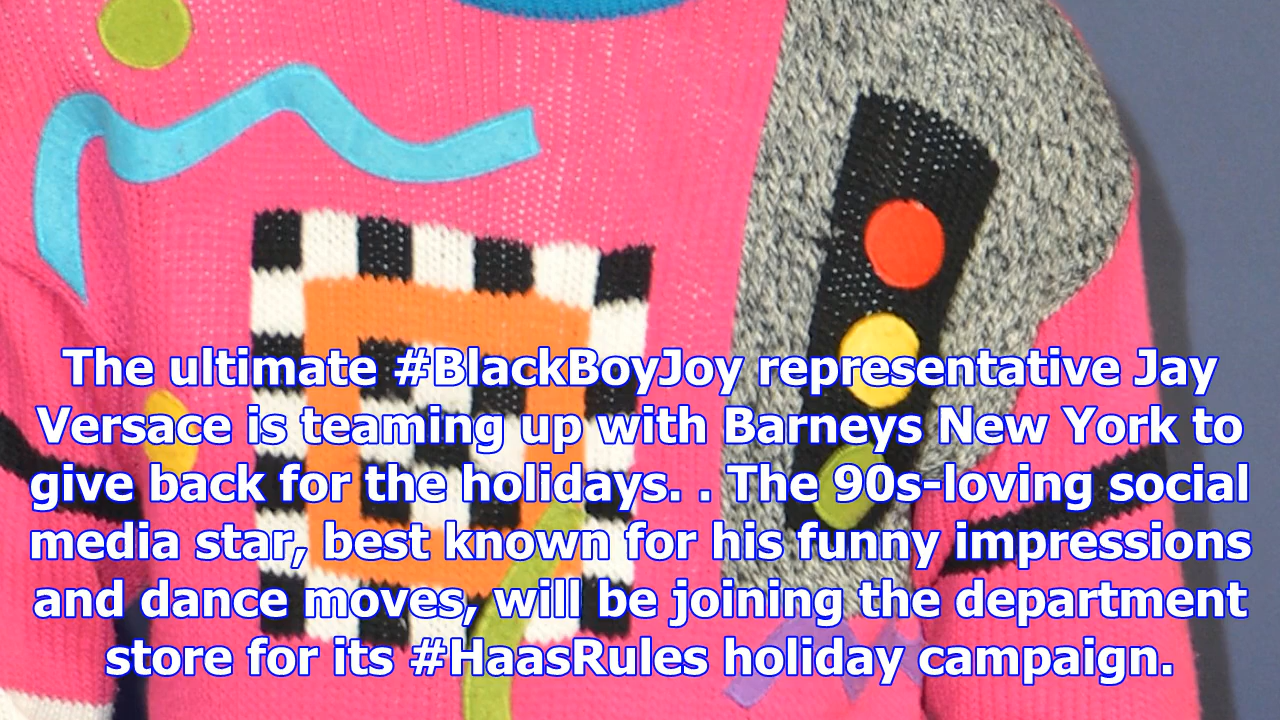 The ultimate #BlackBoyJoy representative Jay
Versace is teaming up with Barneys New York to
give back for the holidays. . The 90s-loving social
media star, best known for his funny impressions
and dance moves, will be joining the department
store for its #HaasRules holiday campaign.